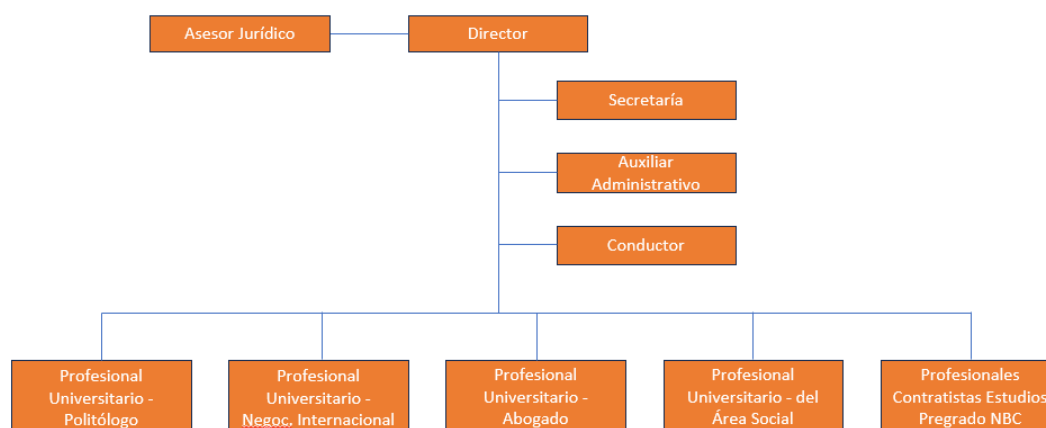 Asesor Jurídico
Director
Secretaría
Auxiliar
Administrativo
Conductor
Profesional
Universitario -
Politólogo
Profesional
Universitario -
Negoc. Internacional
Profesional
Universitario -
Abogado
Profesional
Universitario - del
Área Social
Profesionales
Contratistas Estudios
Pregrado NBC